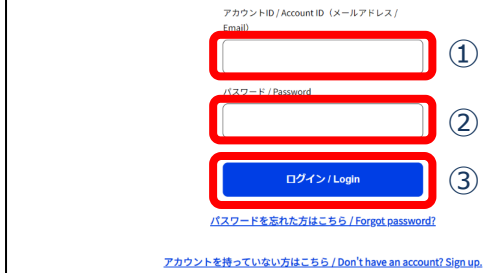 アカウントID / Account ID（メールアドレス /
Email）
①
パスワード / Password
②
ログイン / Login
③
パスワードを忘れた方はこちら / Forgot password?
アカウントを持っていない方はこちら / Don't have an account? Sign up.